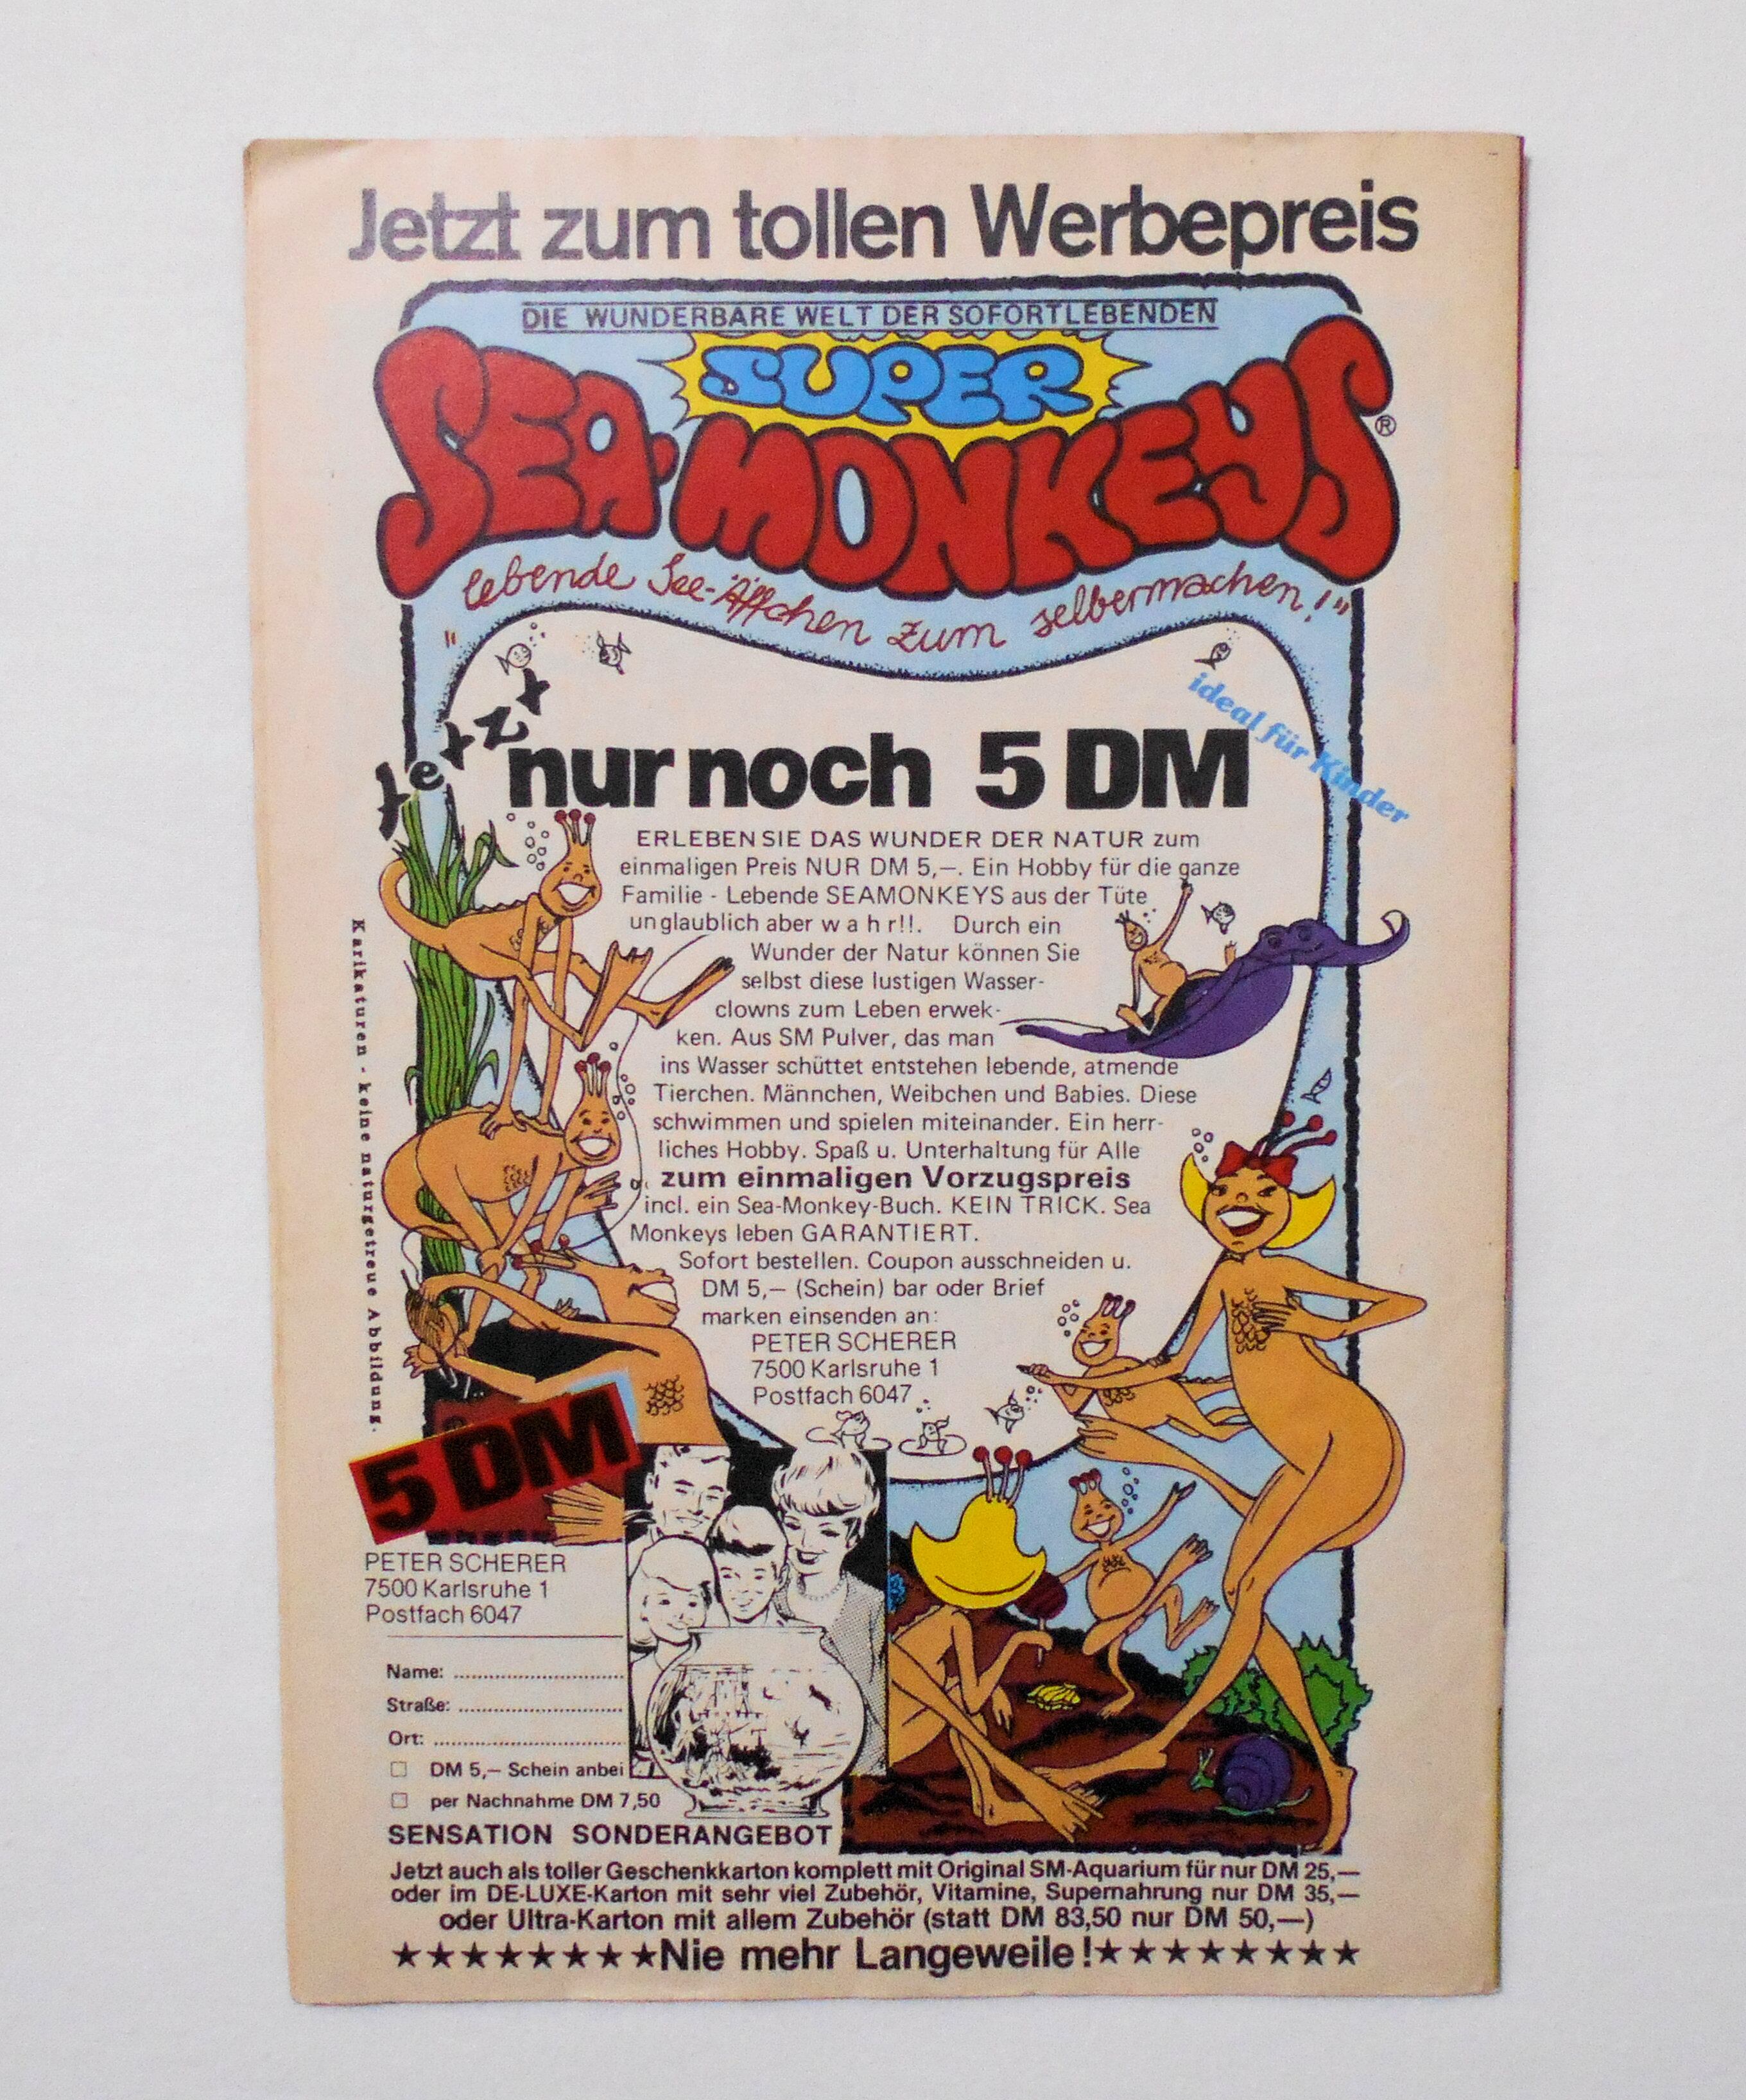 Jetzt zum tollen Werbepreis
DIE WUNDERBARE WELT DER SOFORTLEBENDEN
SUPER
SEA-MONKEYS®
"lebende See-Äffchen zum selbermachen!"
ideal für Kinder
Jetzt
nur noch 5 DM
ERLEBEN SIE DAS WUNDER DER NATUR zum
einmaligen Preis NUR DM 5,—. Ein Hobby für die ganze
Familie - Lebende SEAMONKEYS aus der Tüte
unglaublich aber w a h r!!. Durch ein
Wunder der Natur können Sie
selbst diese lustigen Wasser-
clowns zum Leben erwek-
ken. Aus SM Pulver, das man
ins Wasser schüttet entstehen lebende, atmende
Tierchen. Männchen, Weibchen und Babies. Diese
schwimmen und spielen miteinander. Ein herr-
liches Hobby. Spaß u. Unterhaltung für Alle
zum einmaligen Vorzugspreis
incl. ein Sea-Monkey-Buch. KEIN TRICK. Sea
Monkeys leben GARANTIERT.
Sofort bestellen. Coupon ausschneiden u.
DM 5,— (Schein) bar oder Brief
marken einsenden an:
PETER SCHERER
7500 Karlsruhe 1
Postfach 6047
Karikaturen - keine naturgetreue Abbildung.
5 DM
PETER SCHERER
7500 Karlsruhe 1
Postfach 6047
Name:
Straße:
Ort:
DM 5,— Schein anbei
per Nachnahme DM 7,50
SENSATION SONDERANGEBOT
Jetzt auch als toller Geschenkkarton komplett mit Original SM-Aquarium für nur DM 25,—
oder im DE-LUXE-Karton mit sehr viel Zubehör, Vitamine, Supernahrung nur DM 35,—
oder Ultra-Karton mit allem Zubehör (statt DM 83,50 nur DM 50,—)
★★★★★★★★Nie mehr Langeweile!★★★★★★★★